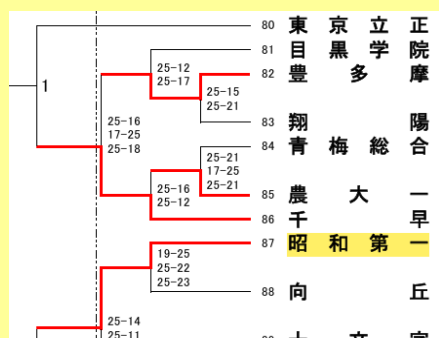 80 東京立正
81 目黒学院
25-12
25-17
82 豊多摩
1
25-15
25-21
25-16
17-25
25-18
83 翔陽
84 青梅総合
25-21
17-25
25-21
25-16
25-12
85 農大一
86 千早
87 昭和第一
19-25
25-22
25-23
88 向丘
25-14
25-11